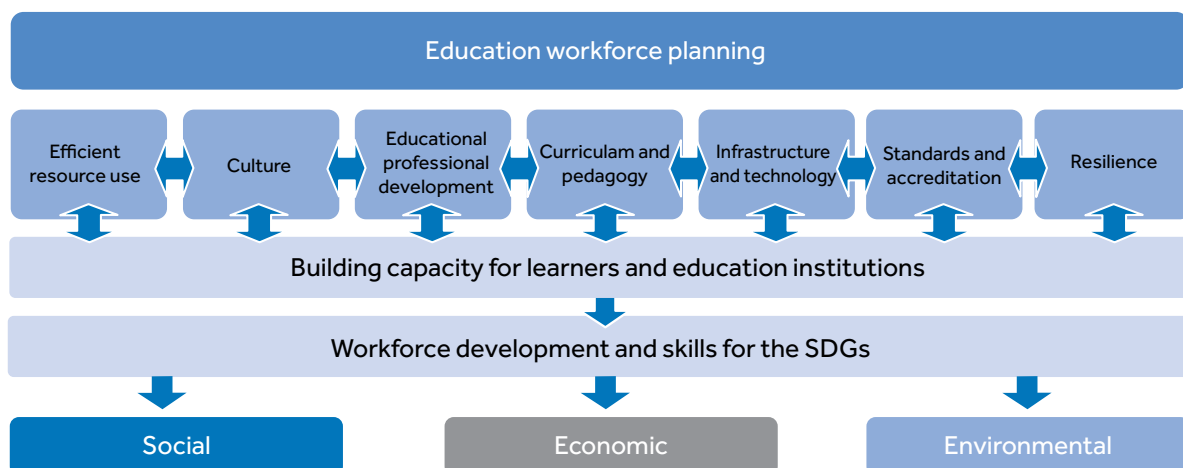 Education workforce planning
Efficient
resource use
Culture
Educational
professional
development
Curriculam and
pedagogy
Infrastructure
and technology
Standards and
accreditation
Resilience
Building capacity for learners and education institutions
Workforce development and skills for the SDGs
Social
Economic
Environmental